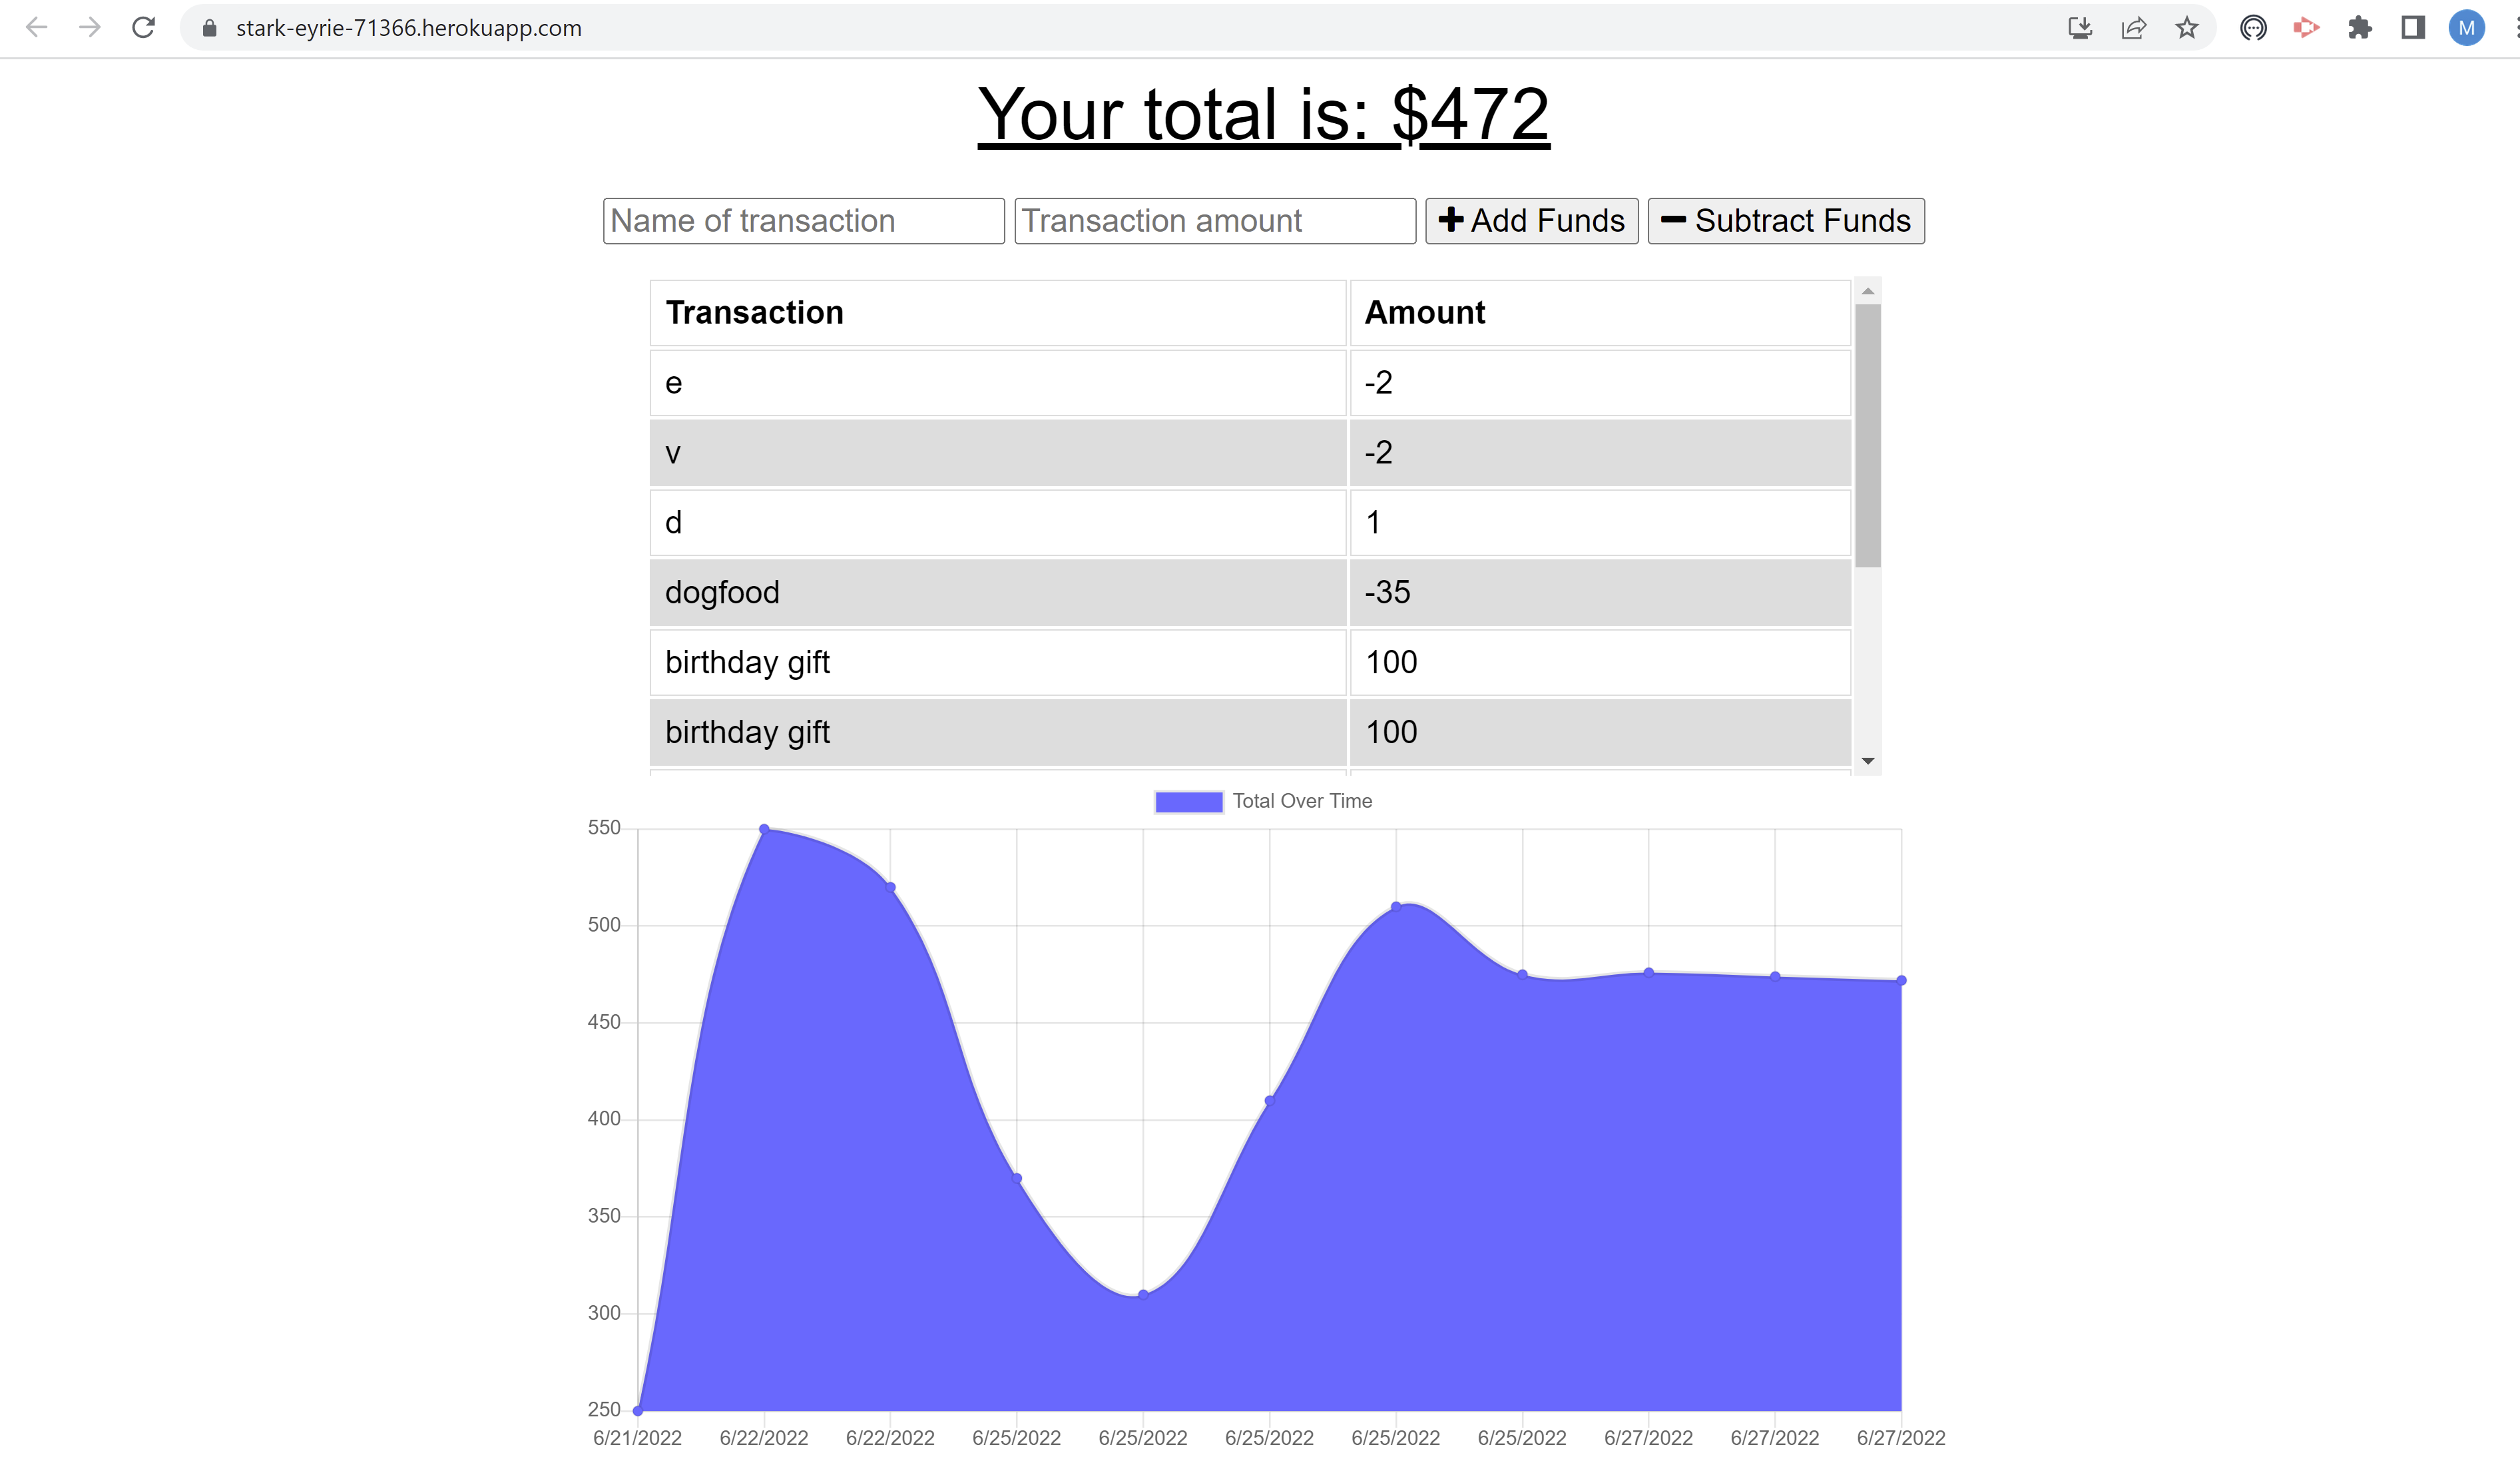 stark-eyrie-71366.herokuapp.com
M
Your total is: $472
Name of transaction Transaction amount Add Funds Subtract Funds
Transaction Amount
e -2
v -2
d 1
dogfood -35
birthday gift 100
birthday gift 100
Total Over Time
550
500
450
400
350
300
250
6/21/2022 6/22/2022 6/22/2022 6/25/2022 6/25/2022 6/25/2022 6/25/2022 6/25/2022 6/27/2022 6/27/2022 6/27/2022